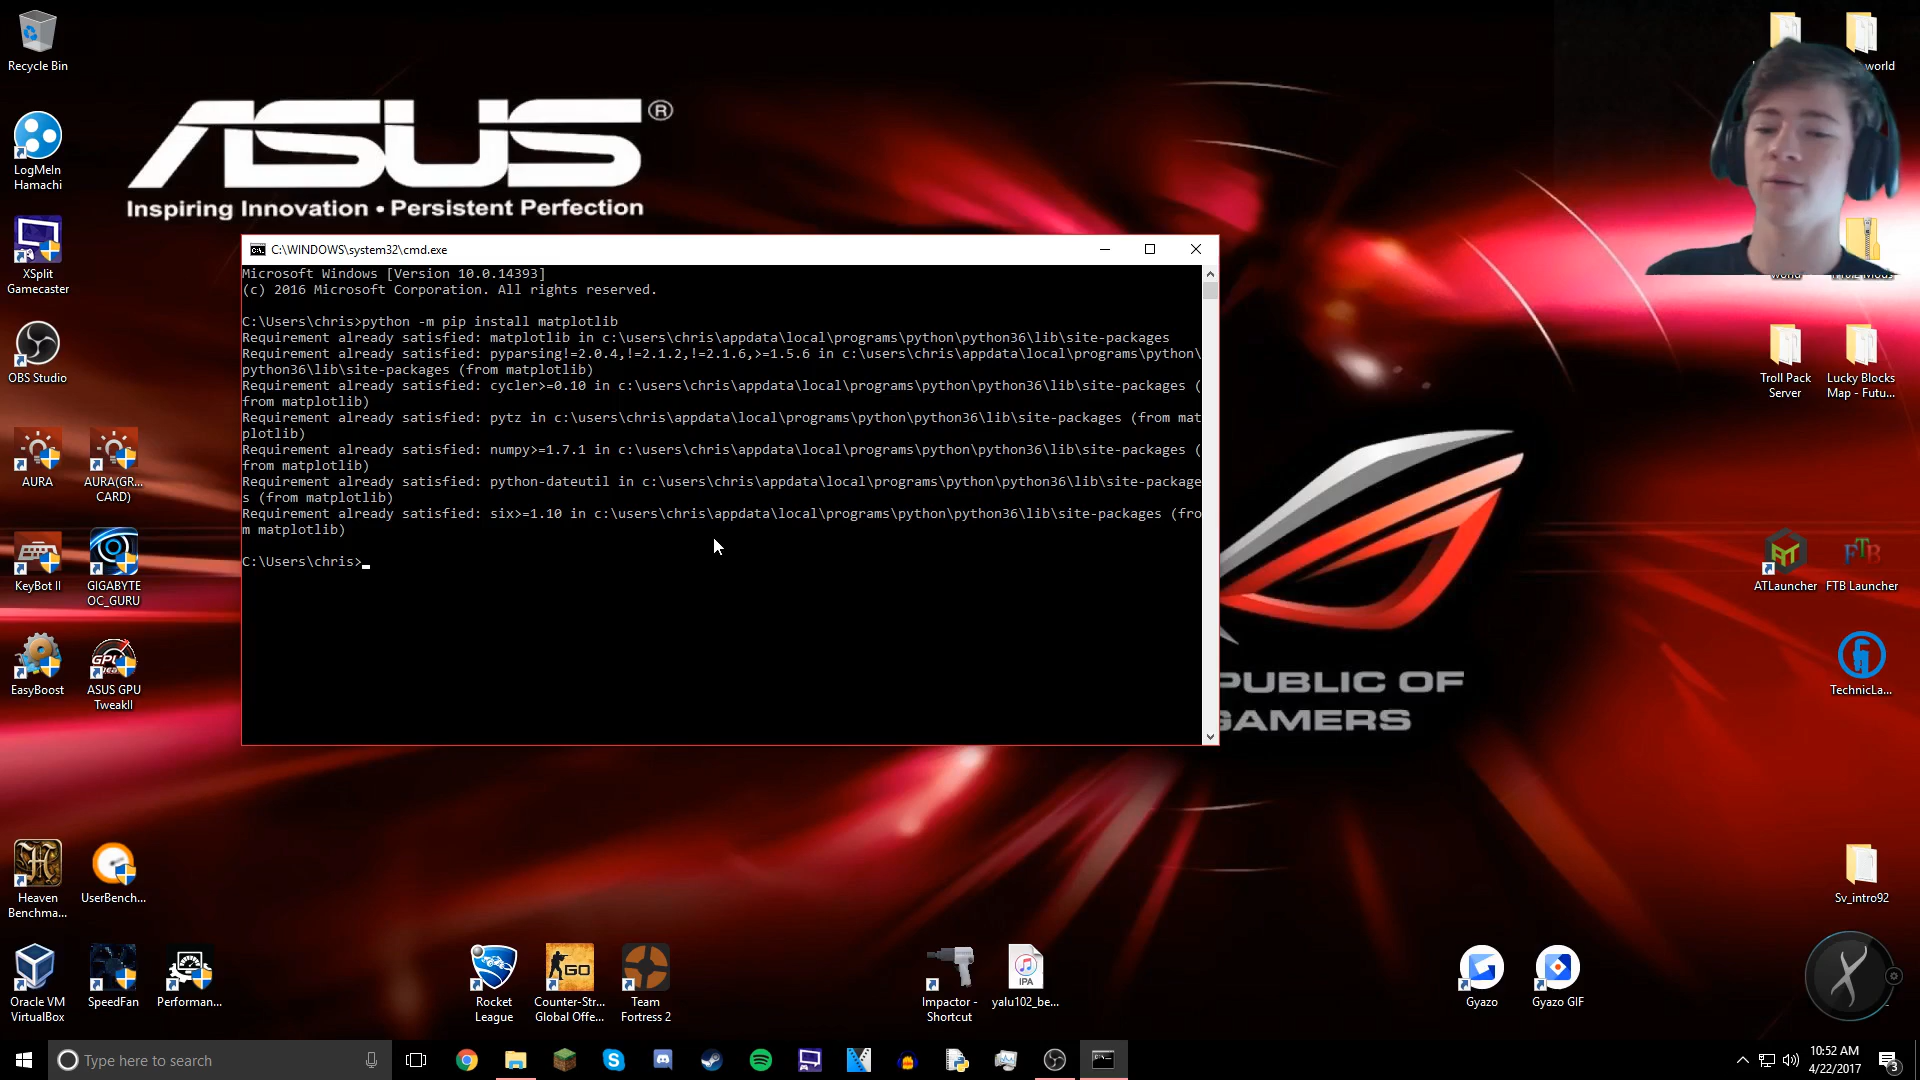 Recycle Bin
world
LogMeIn
Hamachi
ASUS®
Inspiring Innovation • Persistent Perfection
XSplit
Gamecaster
C:\WINDOWS\system32\cmd.exe
Microsoft Windows [Version 10.0.14393]
(c) 2016 Microsoft Corporation. All rights reserved.
C:\Users\chris>python -m pip install matplotlib
Requirement already satisfied: matplotlib in c:\users\chris\appdata\local\programs\python\python36\lib\site-packages
Requirement already satisfied: pyparsing!=2.0.4,!=2.1.2,!=2.1.6,>=1.5.6 in c:\users\chris\appdata\local\programs\python\
python36\lib\site-packages (from matplotlib)
Requirement already satisfied: cycler>=0.10 in c:\users\chris\appdata\local\programs\python\python36\lib\site-packages (
from matplotlib)
Requirement already satisfied: pytz in c:\users\chris\appdata\local\programs\python\python36\lib\site-packages (from mat
plotlib)
Requirement already satisfied: numpy>=1.7.1 in c:\users\chris\appdata\local\programs\python\python36\lib\site-packages (
from matplotlib)
Requirement already satisfied: python-dateutil in c:\users\chris\appdata\local\programs\python\python36\lib\site-package
s (from matplotlib)
Requirement already satisfied: six>=1.10 in c:\users\chris\appdata\local\programs\python\python36\lib\site-packages (fro
m matplotlib)
C:\Users\chris>
OBS Studio
Troll Pack
Server
Lucky Blocks
Map - Futu...
AURA
AURA(GR...
CARD)
KeyBot II
GIGABYTE
OC_GURU
ATLauncher
FTB
FTB Launcher
EasyBoost
GPU
ASUS GPU
TweakII
TechnicLa...
PUBLIC OF
GAMERS
Heaven
Benchma...
UserBench...
Sv_intro92
Oracle VM
VirtualBox
SpeedFan
Performan...
Rocket
League
GO
Counter-Str...
Global Offe...
Team
Fortress 2
Impactor -
Shortcut
IPA
yalu102_be...
Gyazo
Gyazo GIF
Type here to search
10:52 AM
4/22/2017
3